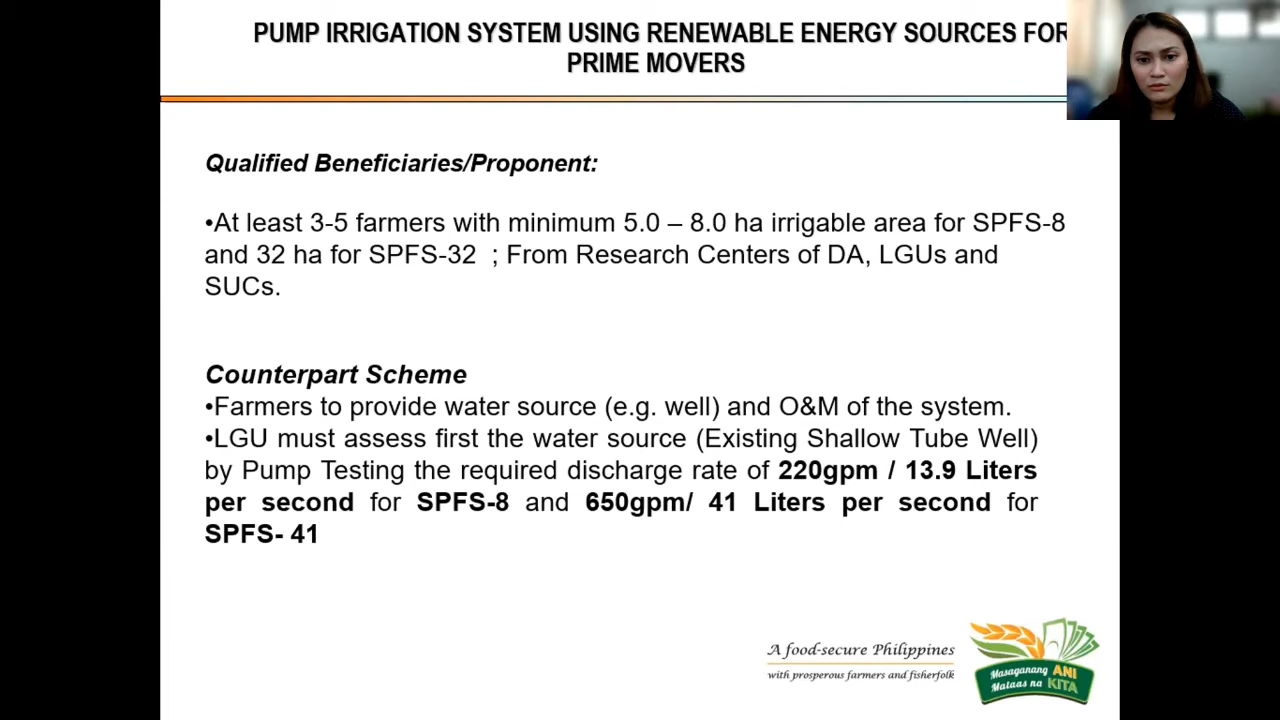 PUMP IRRIGATION SYSTEM USING RENEWABLE ENERGY SOURCES FOR
PRIME MOVERS
Qualified Beneficiaries/Proponent:
•At least 3-5 farmers with minimum 5.0 – 8.0 ha irrigable area for SPFS-8
and 32 ha for SPFS-32 ; From Research Centers of DA, LGUs and
SUCs.
Counterpart Scheme
•Farmers to provide water source (e.g. well) and O&M of the system.
•LGU must assess first the water source (Existing Shallow Tube Well)
by Pump Testing the required discharge rate of 220gpm / 13.9 Liters
per second for SPFS-8 and 650gpm/ 41 Liters per second for
SPFS- 41
A food-secure Philippines
with prosperous farmers and fisherfolk
Masaganang ANI
Mataas na KITA